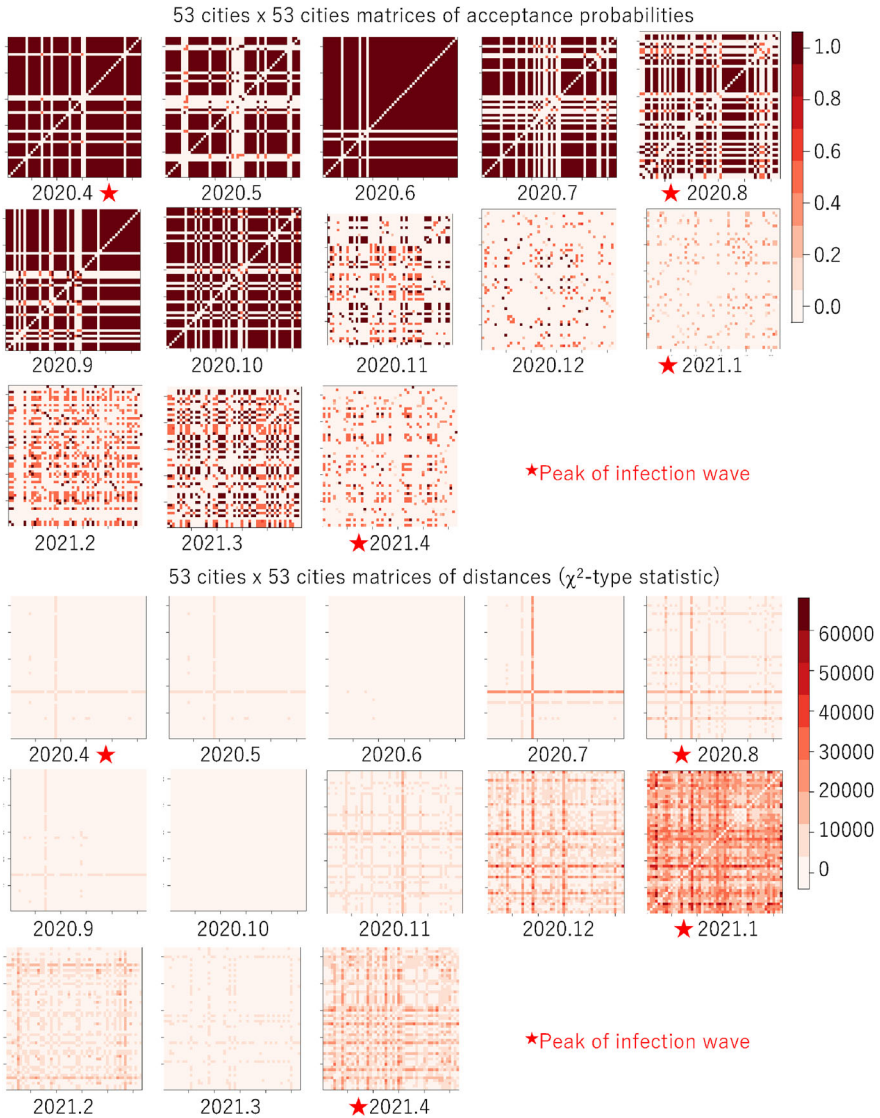 53 cities x 53 cities matrices of acceptance probabilities
1.0
0.8
0.6
0.4
0.2
0.0
2020.4 ★ 2020.5 2020.6 2020.7 ★ 2020.8
2020.9 2020.10 2020.11 2020.12 ★ 2021.1
2021.2 2021.3 ★ 2021.4
★Peak of infection wave
53 cities x 53 cities matrices of distances (χ²-type statistic)
60000
50000
40000
30000
20000
10000
0
2020.4 ★ 2020.5 2020.6 2020.7 ★ 2020.8
2020.9 2020.10 2020.11 2020.12 ★ 2021.1
2021.2 2021.3 ★ 2021.4
★Peak of infection wave